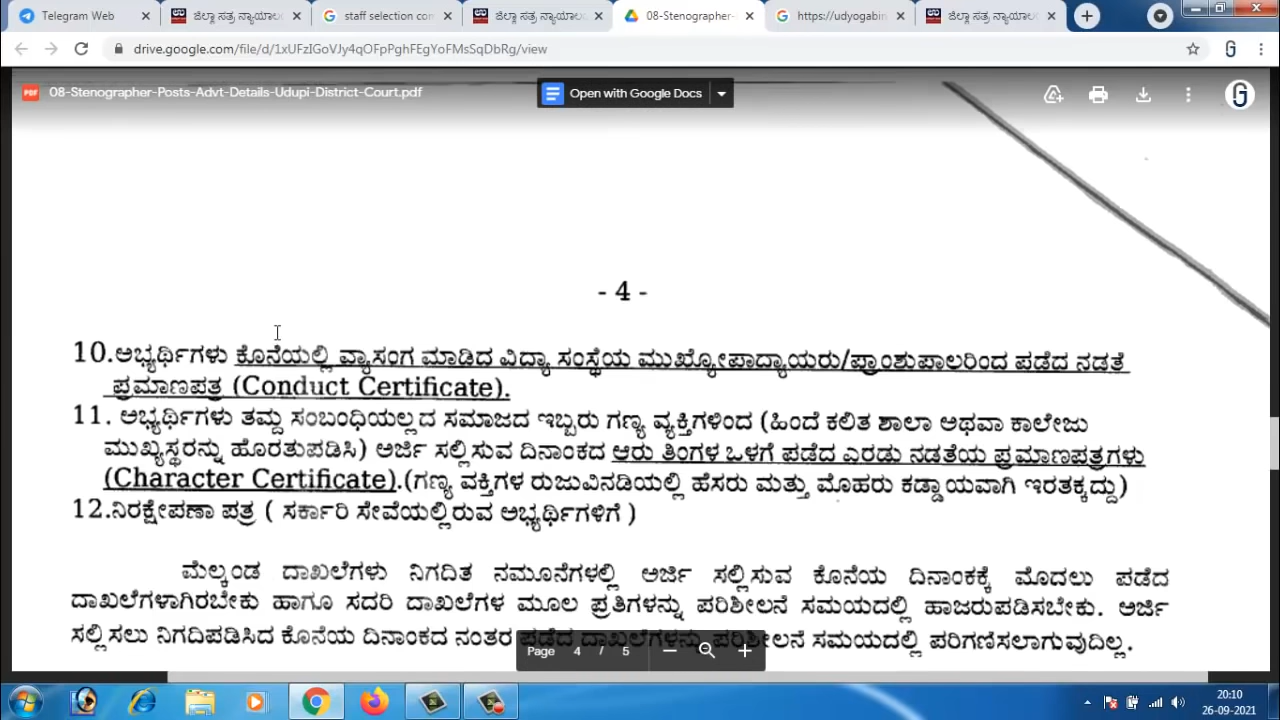 Telegram Web
ಜಿಲ್ಲಾ ಸತ್ರ ನ್ಯಾಯಾಲ
staff selection con
ಜಿಲ್ಲಾ ಸತ್ರ ನ್ಯಾಯಾಲ
08-Stenographer-
https://uduogabin
ಜಿಲ್ಲಾ ಸತ್ರ ನ್ಯಾಯಾಲ
drive.google.com/file/d/1xUFzIGoVJy4qOFpPghFEgYoFMsSqDbRg/view
PDF 08-Stenographer-Posts-Advt-Details-Udupi-District-Court.pdf
Open with Google Docs
- 4 -
10.ಅಭ್ಯರ್ಥಿಗಳು ಕೊನೆಯಲ್ಲಿ ವ್ಯಾಸಂಗ ಮಾಡಿದ ವಿದ್ಯಾ ಸಂಸ್ಥೆಯ ಮುಖ್ಯೋಪಾದ್ಯಾಯರು/ಪ್ರಾಂಶುಪಾಲರಿಂದ ಪಡೆದ ನಡತೆ
ಪ್ರಮಾಣಪತ್ರ (Conduct Certificate).
11. ಅಭ್ಯರ್ಥಿಗಳು ತಮ್ಮ ಸಂಬಂಧಿಯಲ್ಲದ ಸಮಾಜದ ಇಬ್ಬರು ಗಣ್ಯ ವ್ಯಕ್ತಿಗಳಿಂದ (ಹಿಂದೆ ಕಲಿತ ಶಾಲಾ ಅಥವಾ ಕಾಲೇಜು
ಮುಖ್ಯಸ್ಥರನ್ನು ಹೊರತುಪಡಿಸಿ) ಅರ್ಜಿ ಸಲ್ಲಿಸುವ ದಿನಾಂಕದ ಆರು ತಿಂಗಳ ಒಳಗೆ ಪಡೆದ ಎರಡು ನಡತೆಯ ಪ್ರಮಾಣಪತ್ರಗಳು
(Character Certificate).(ಗಣ್ಯ ವಕ್ತಿಗಳ ರುಜುವಿನಡಿಯಲ್ಲಿ ಹೆಸರು ಮತ್ತು ಮೊಹರು ಕಡ್ಡಾಯವಾಗಿ ಇರತಕ್ಕದ್ದು)
12.ನಿರಕ್ಷೇಪಣಾ ಪತ್ರ ( ಸರ್ಕಾರಿ ಸೇವೆಯಲ್ಲಿರುವ ಅಭ್ಯರ್ಥಿಗಳಿಗೆ )
ಮೆಲ್ಕಂಡ ದಾಖಲೆಗಳು ನಿಗದಿತ ನಮೂನೆಗಳಲ್ಲಿ ಅರ್ಜಿ ಸಲ್ಲಿಸುವ ಕೊನೆಯ ದಿನಾಂಕಕ್ಕೆ ಮೊದಲು ಪಡೆದ
ದಾಖಲೆಗಳಾಗಿರಬೇಕು ಹಾಗೂ ಸದರಿ ದಾಖಲೆಗಳ ಮೂಲ ಪ್ರತಿಗಳನ್ನು ಪರಿಶೀಲನೆ ಸಮಯದಲ್ಲಿ ಹಾಜರುಪಡಿಸಬೇಕು. ಅರ್ಜಿ
ಸಲ್ಲಿಸಲು ನಿಗದಿಪಡಿಸಿದ ಕೊನೆಯ ದಿನಾಂಕದ ನಂತರ ಪಡೆದ ದಾಖಲೆಗಳನ್ನು ಪರಿಶೀಲನೆ ಸಮಯದಲ್ಲಿ ಪರಿಗಣಿಸಲಾಗುವುದಿಲ್ಲ.
Page 4 / 5
20:10
26-09-2021